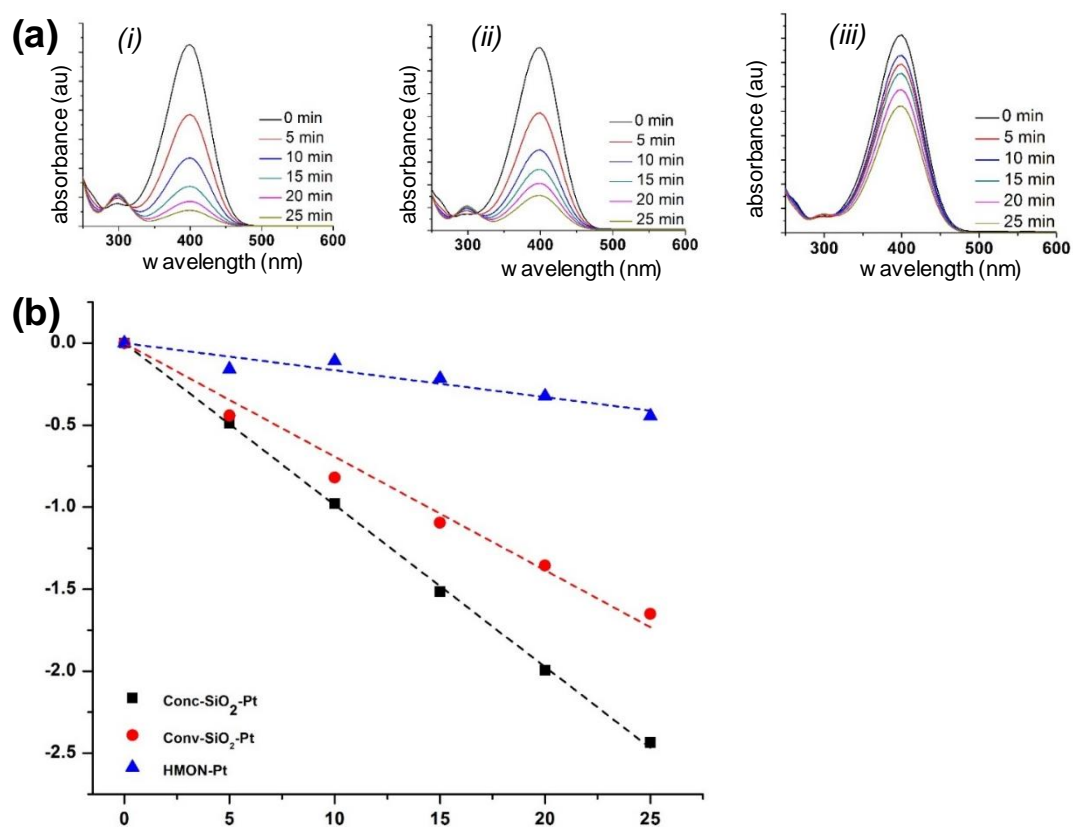 (a)
(i)
absorbance (au)
0 min
5 min
10 min
15 min
20 min
25 min
300 400 500 600
w avelength (nm)
(ii)
absorbance (au)
0 min
5 min
10 min
15 min
20 min
25 min
300 400 500 600
w avelength (nm)
(iii)
absorbance (au)
0 min
5 min
10 min
15 min
20 min
25 min
300 400 500 600
w avelength (nm)
(b)
0.0
-0.5
-1.0
-1.5
-2.0
-2.5
Conc-SiO₂-Pt
Conv-SiO₂-Pt
HMON-Pt
0 5 10 15 20 25